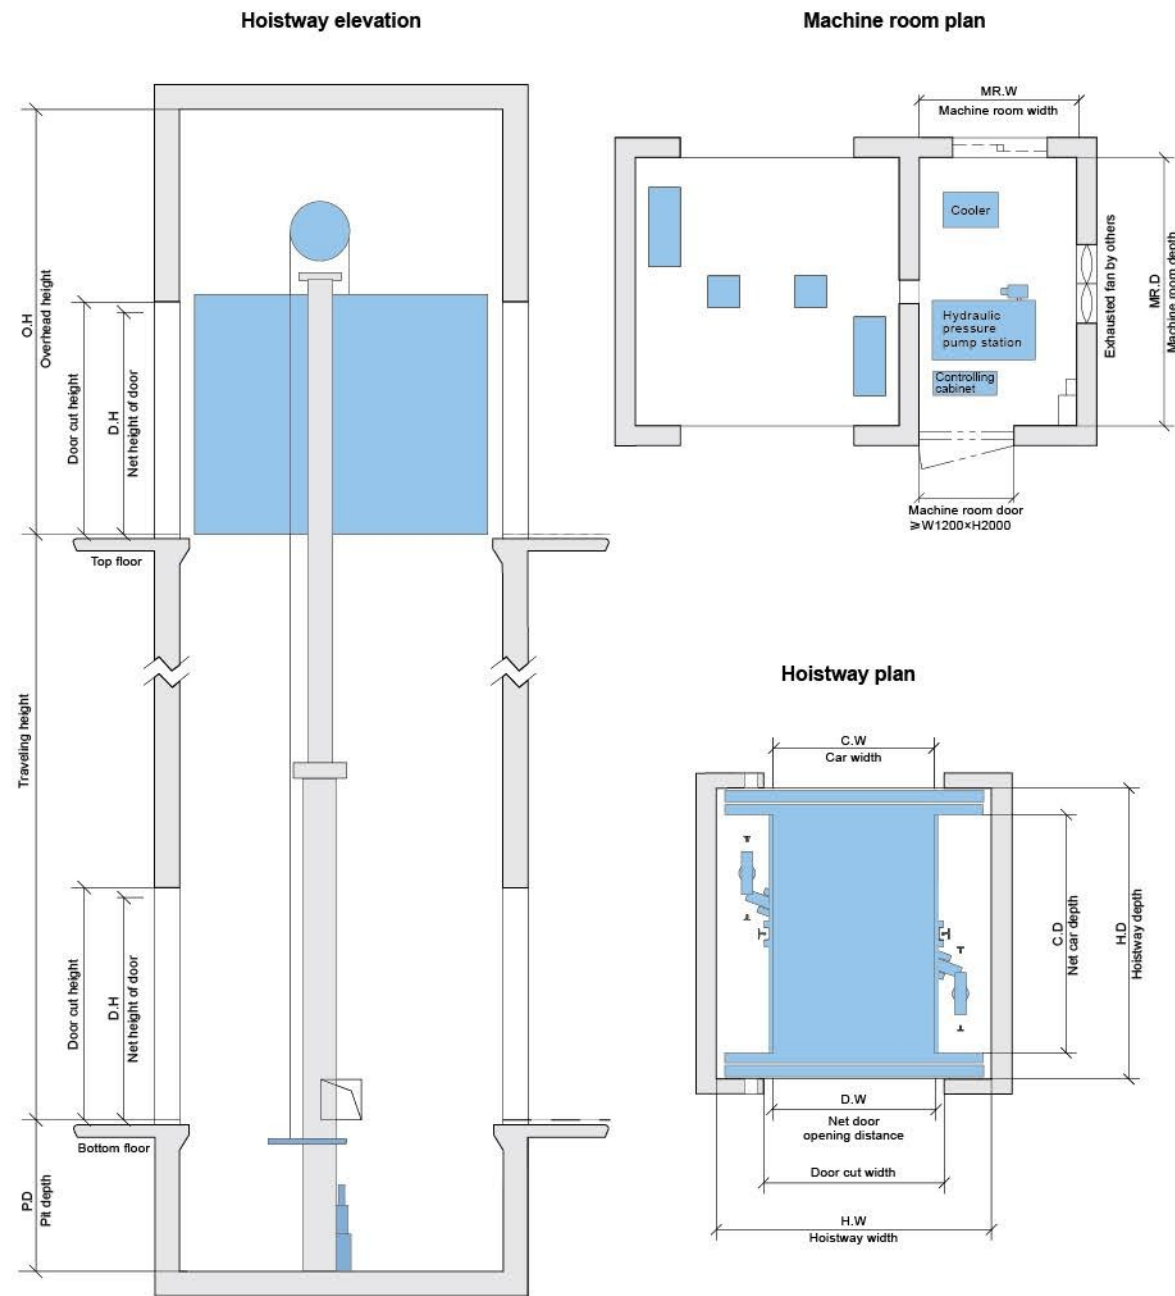 Hoistway elevation
O.H
Overhead height
Door cut height
D.H
Net height of door
Top floor
Traveling height
Door cut height
D.H
Net height of door
Bottom floor
P.D
Pit depth
Machine room plan
MR.W
Machine room width
Cooler
Hydraulic
pressure
pump station
Controlling
cabinet
Exhausted fan by others
MR.D
Machine room depth
Machine room door
≥W1200×H2000
Hoistway plan
C.W
Car width
C.D
Net car depth
H.D
Hoistway depth
D.W
Net door
opening distance
Door cut width
H.W
Hoistway width